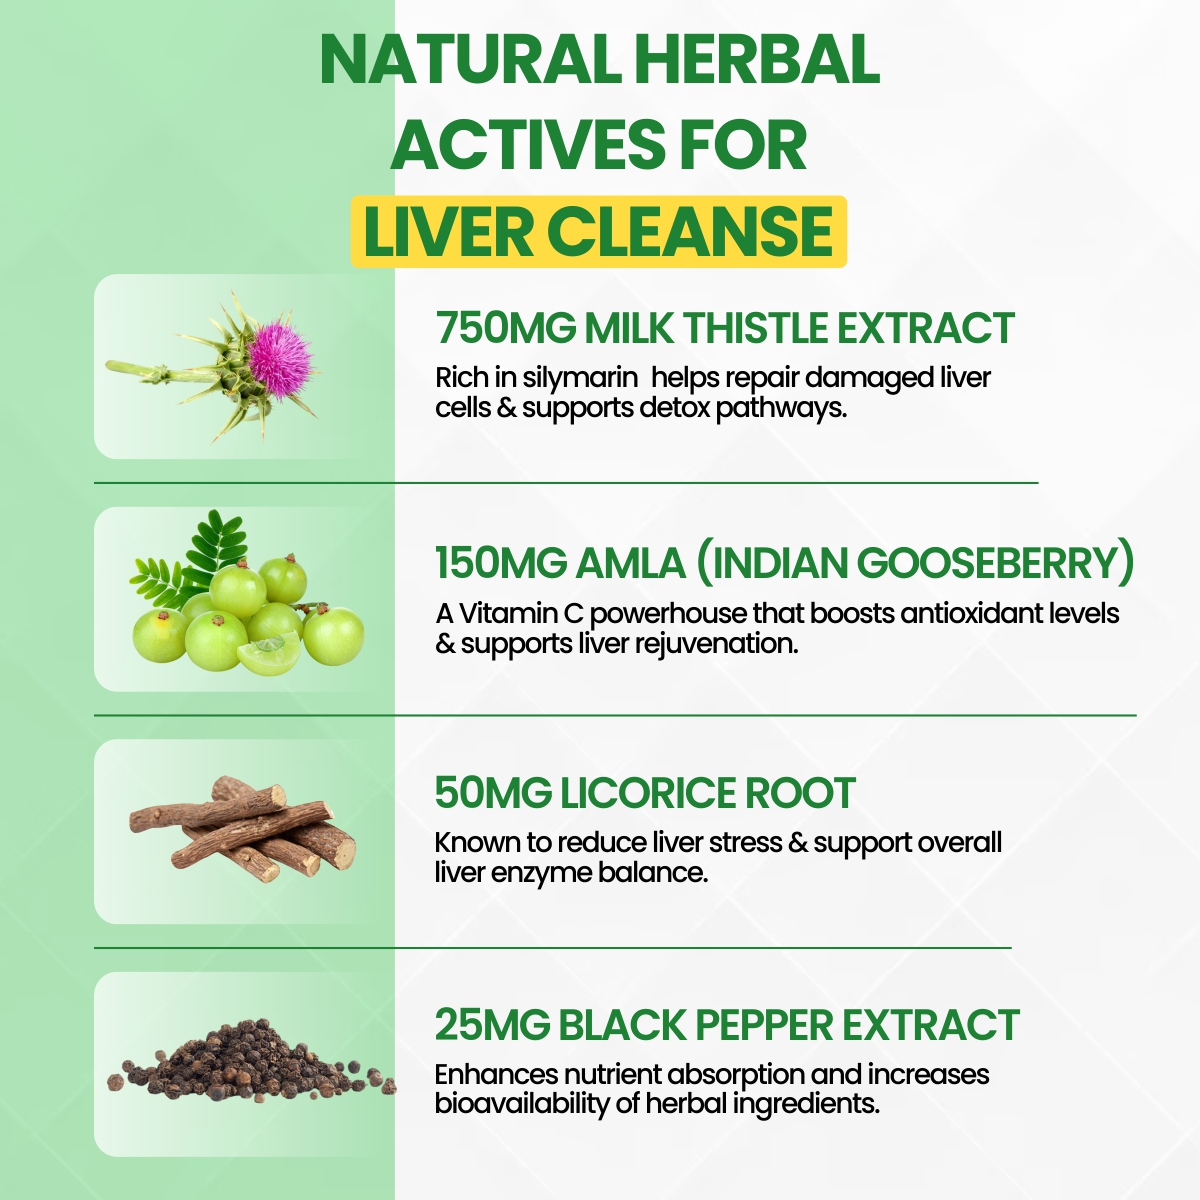 NATURAL HERBAL
ACTIVES FOR
LIVER CLEANSE
750MG MILK THISTLE EXTRACT
Rich in silymarin  helps repair damaged liver
cells & supports detox pathways.
150MG AMLA (INDIAN GOOSEBERRY)
A Vitamin C powerhouse that boosts antioxidant levels
& supports liver rejuvenation.
50MG LICORICE ROOT
Known to reduce liver stress & support overall
liver enzyme balance.
25MG BLACK PEPPER EXTRACT
Enhances nutrient absorption and increases
bioavailability of herbal ingredients.